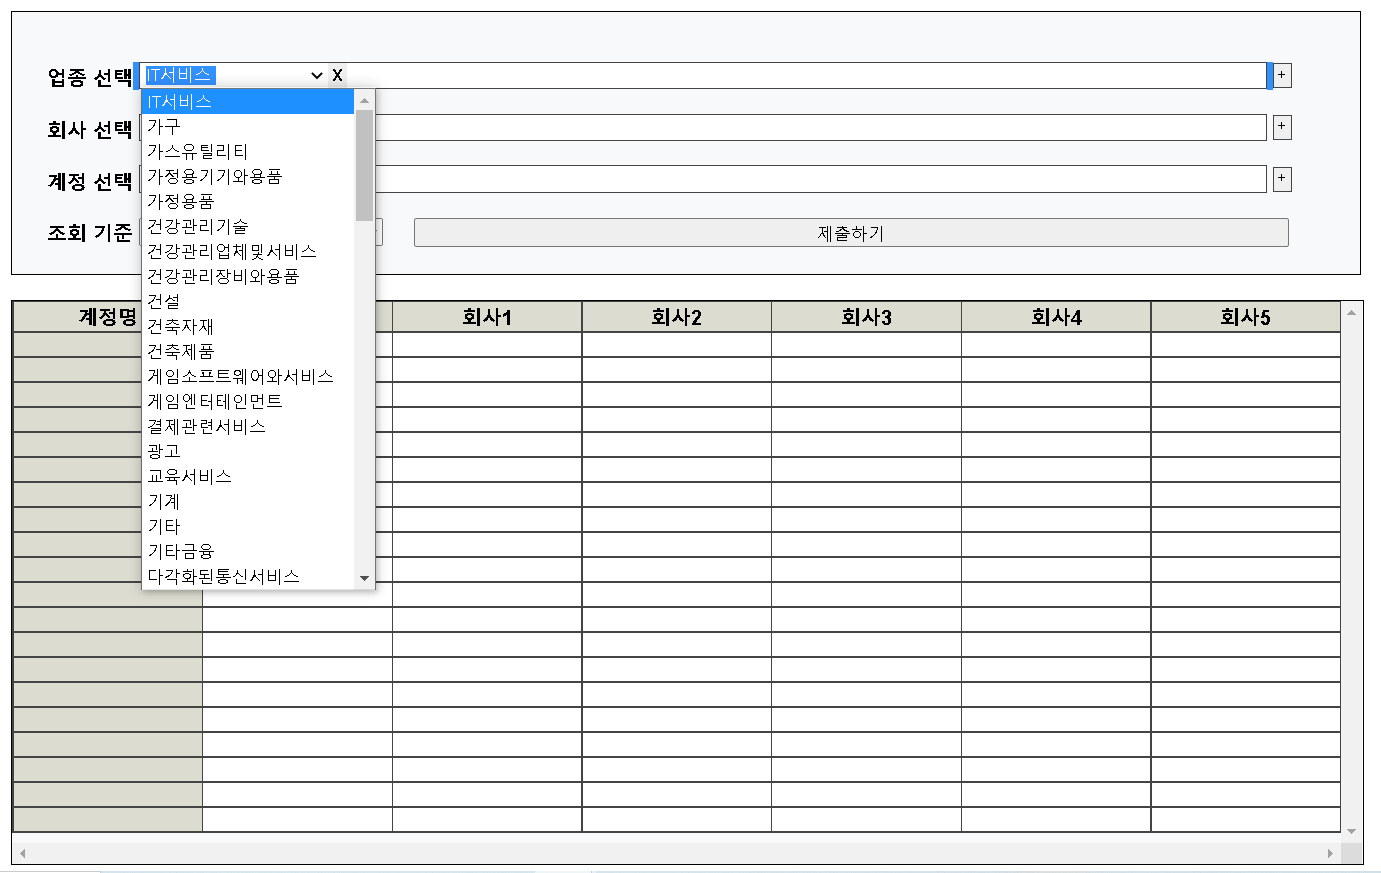 업종 선택 IT서비스 X +
IT서비스
가구
회사 선택 +
가스유틸리티
가정용기기와용품
계정 선택 +
가정용품
건강관리기술
조회 기준 제출하기
건강관리업체및서비스
건강관리장비와용품
건설
계정명 회사1 회사2 회사3 회사4 회사5
건축자재
건축제품
게임소프트웨어와서비스
게임엔터테인먼트
결제관련서비스
광고
교육서비스
기계
기타
기타금융
다각화된통신서비스